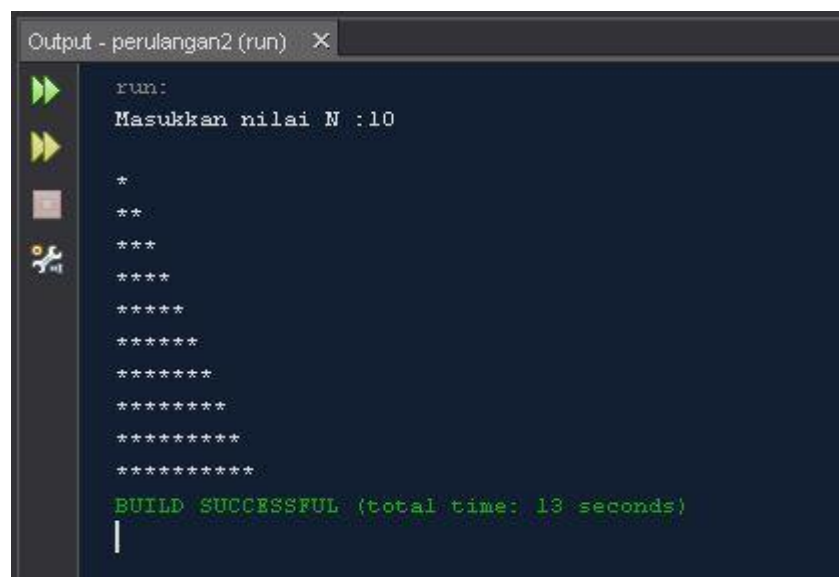 Output - perulangan2 (run) ×
run:
Masukkan nilai N :10
*
**
***
****
*****
******
*******
********
*********
**********
BUILD SUCCESSFUL (total time: 13 seconds)